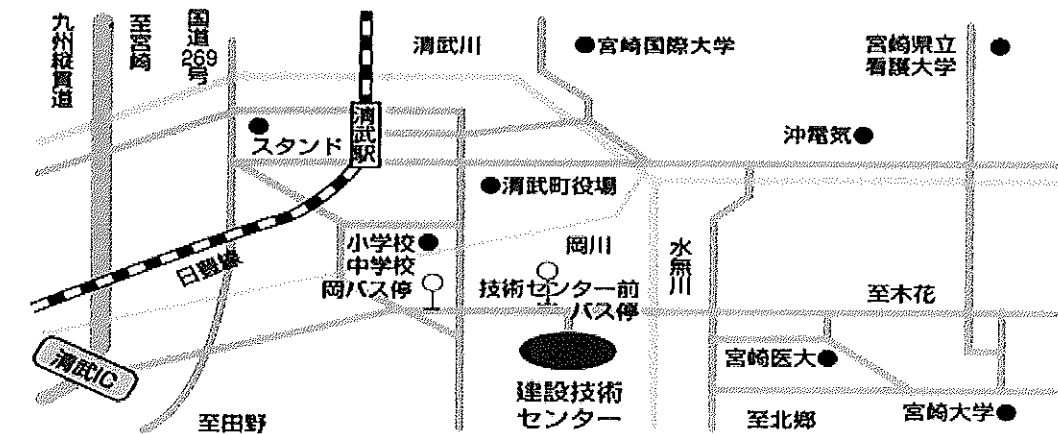 九州縦貫道
至宮崎
国道
269
号
清武川
宮崎国際大学
宮崎県立
看護大学
清武駅
スタンド
沖電気
清武町役場
小学校
中学校
岡バス停
日豊線
岡川
技術センター前
バス停
水無川
至木花
清武IC
宮崎医大
建設技術
センター
至田野
至北郷
宮崎大学